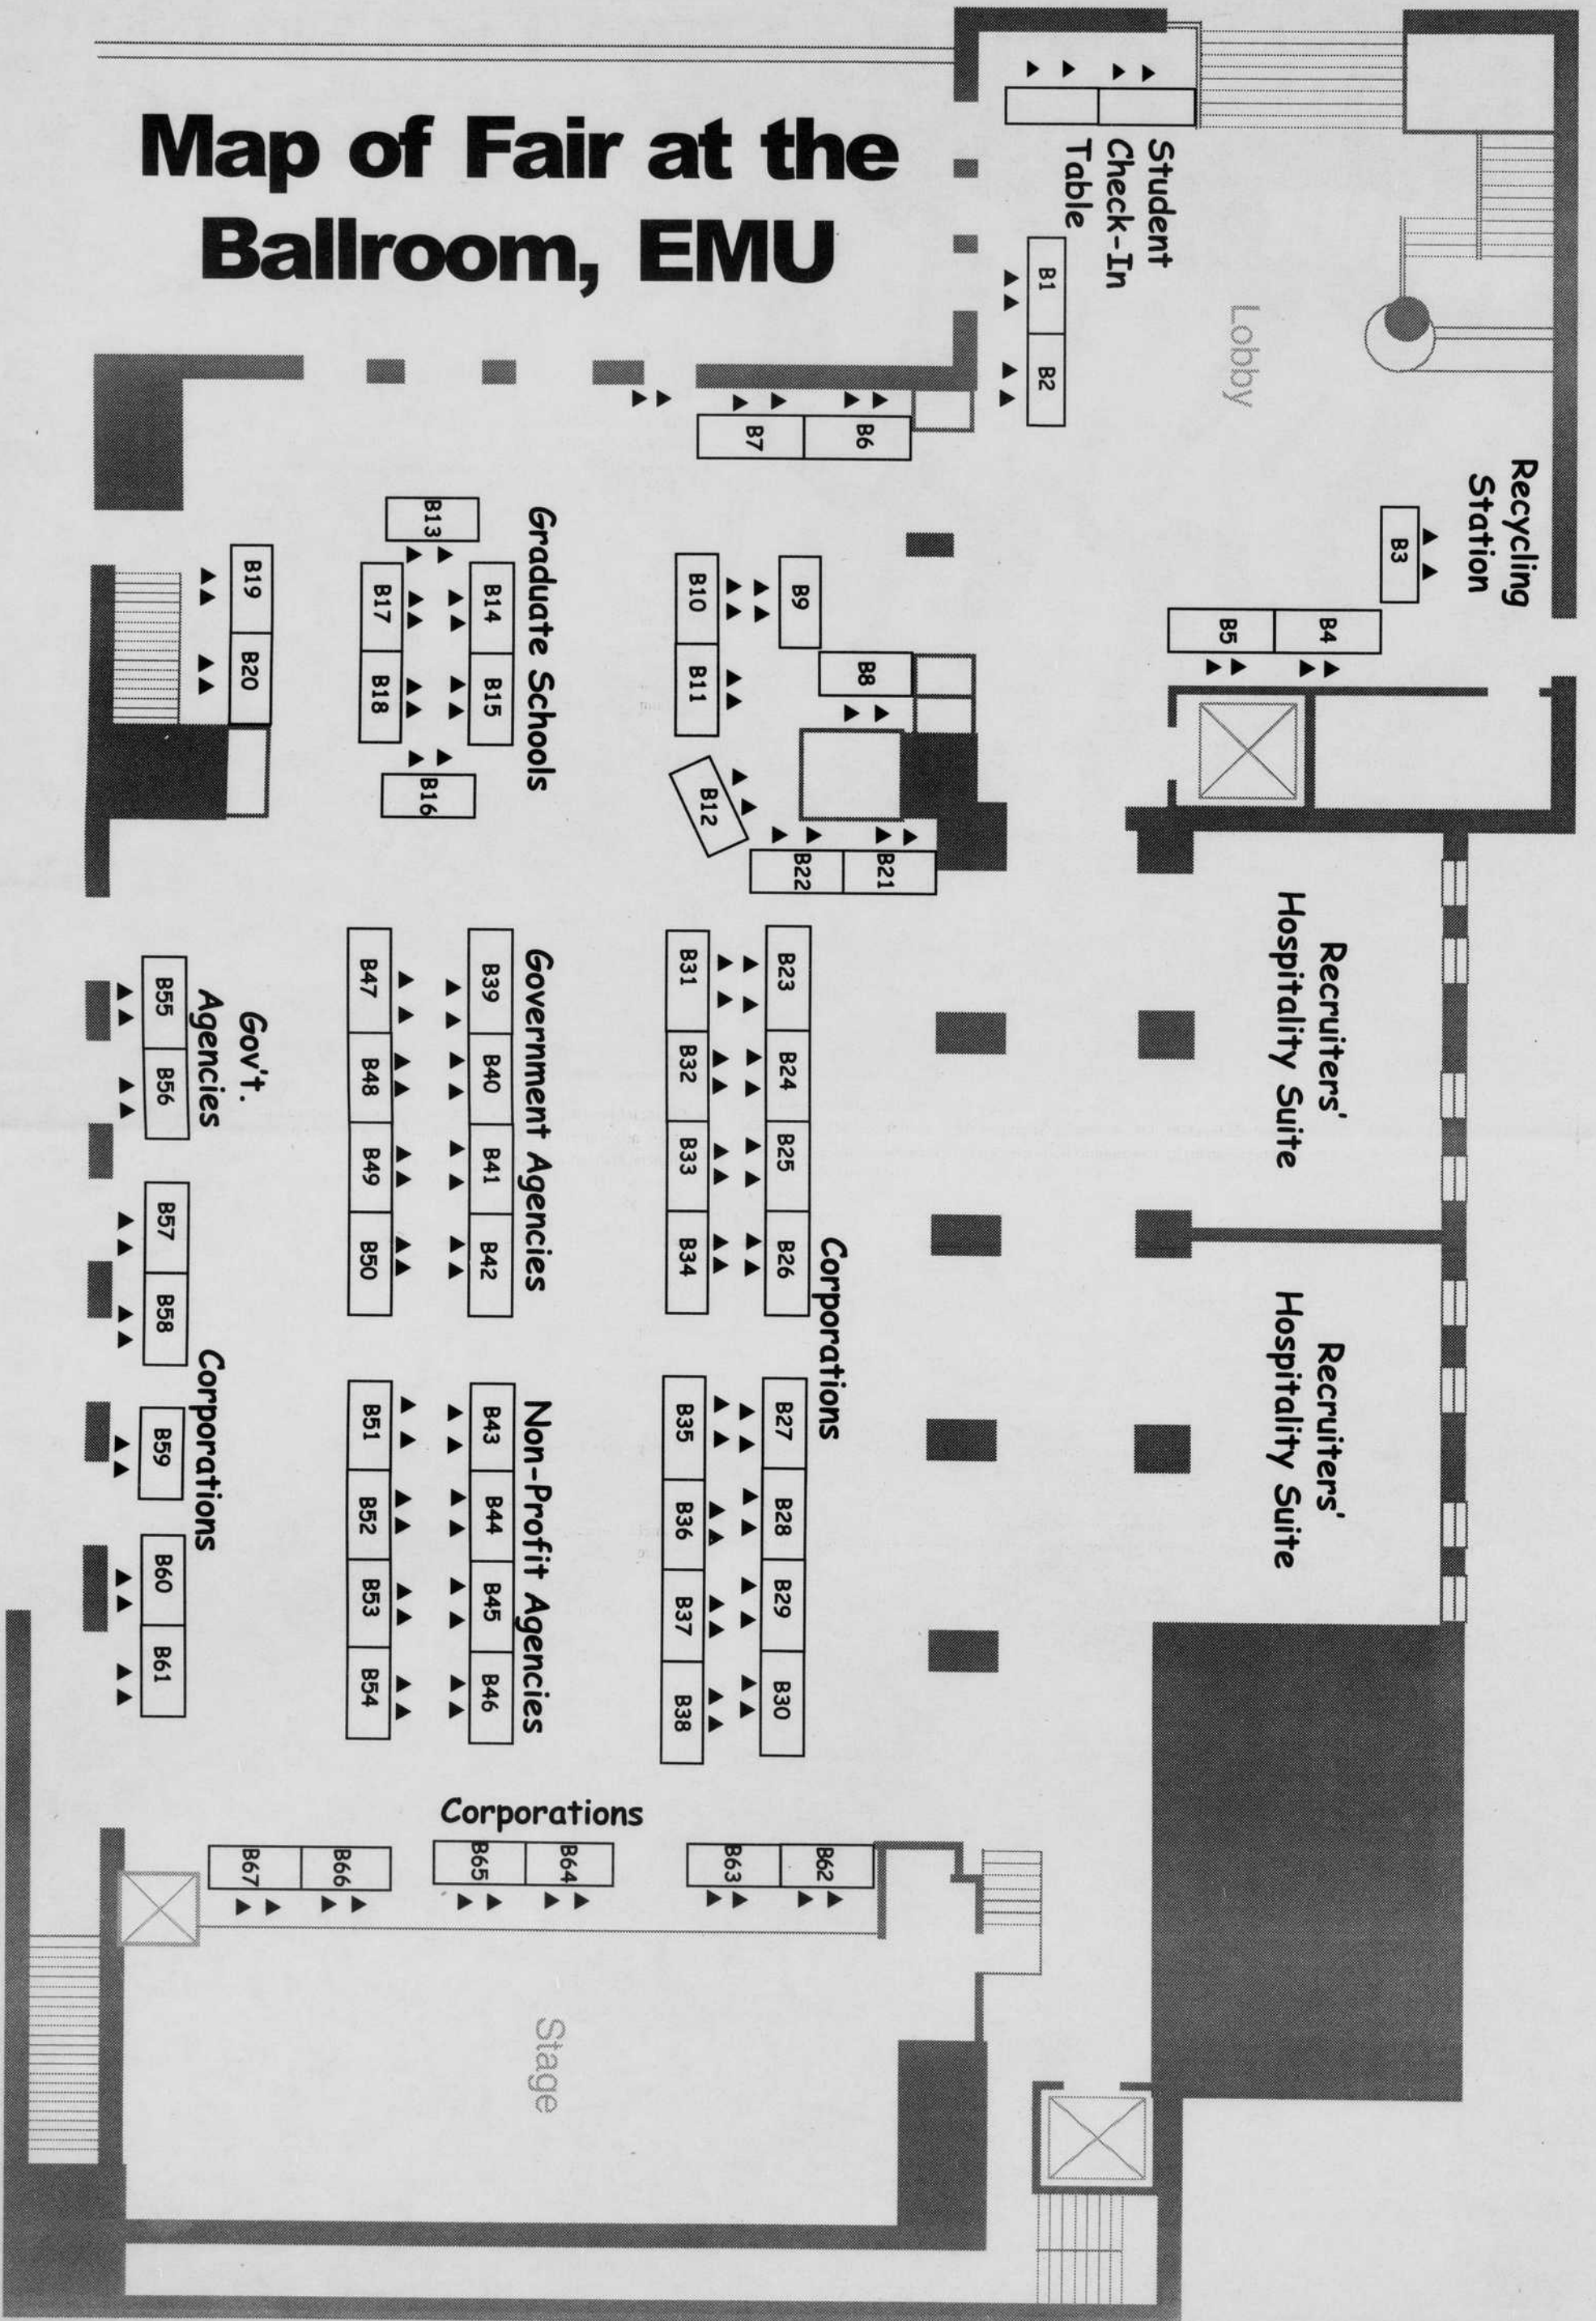 Map of Fair at the
Ballroom, EMU
Student
Check-In
Table
B1
B2
Lobby
Recycling
Station
B3
B4
B5
B6
B7
B8
B9
B10
B11
B12
Graduate Schools
B13
B14
B15
B16
B17
B18
B19
B20
B21
B22
Recruiters'
Hospitality Suite
Recruiters'
Hospitality Suite
Corporations
B23
B24
B25
B26
B27
B28
B29
B30
B31
B32
B33
B34
B35
B36
B37
B38
Government Agencies
B39
B40
B41
B42
Non-Profit Agencies
B43
B44
B45
B46
B47
B48
B49
B50
B51
B52
B53
B54
Gov't.
Agencies
B55
B56
Corporations
B57
B58
B59
B60
B61
Corporations
B67
B66
B65
B64
B63
B62
Stage